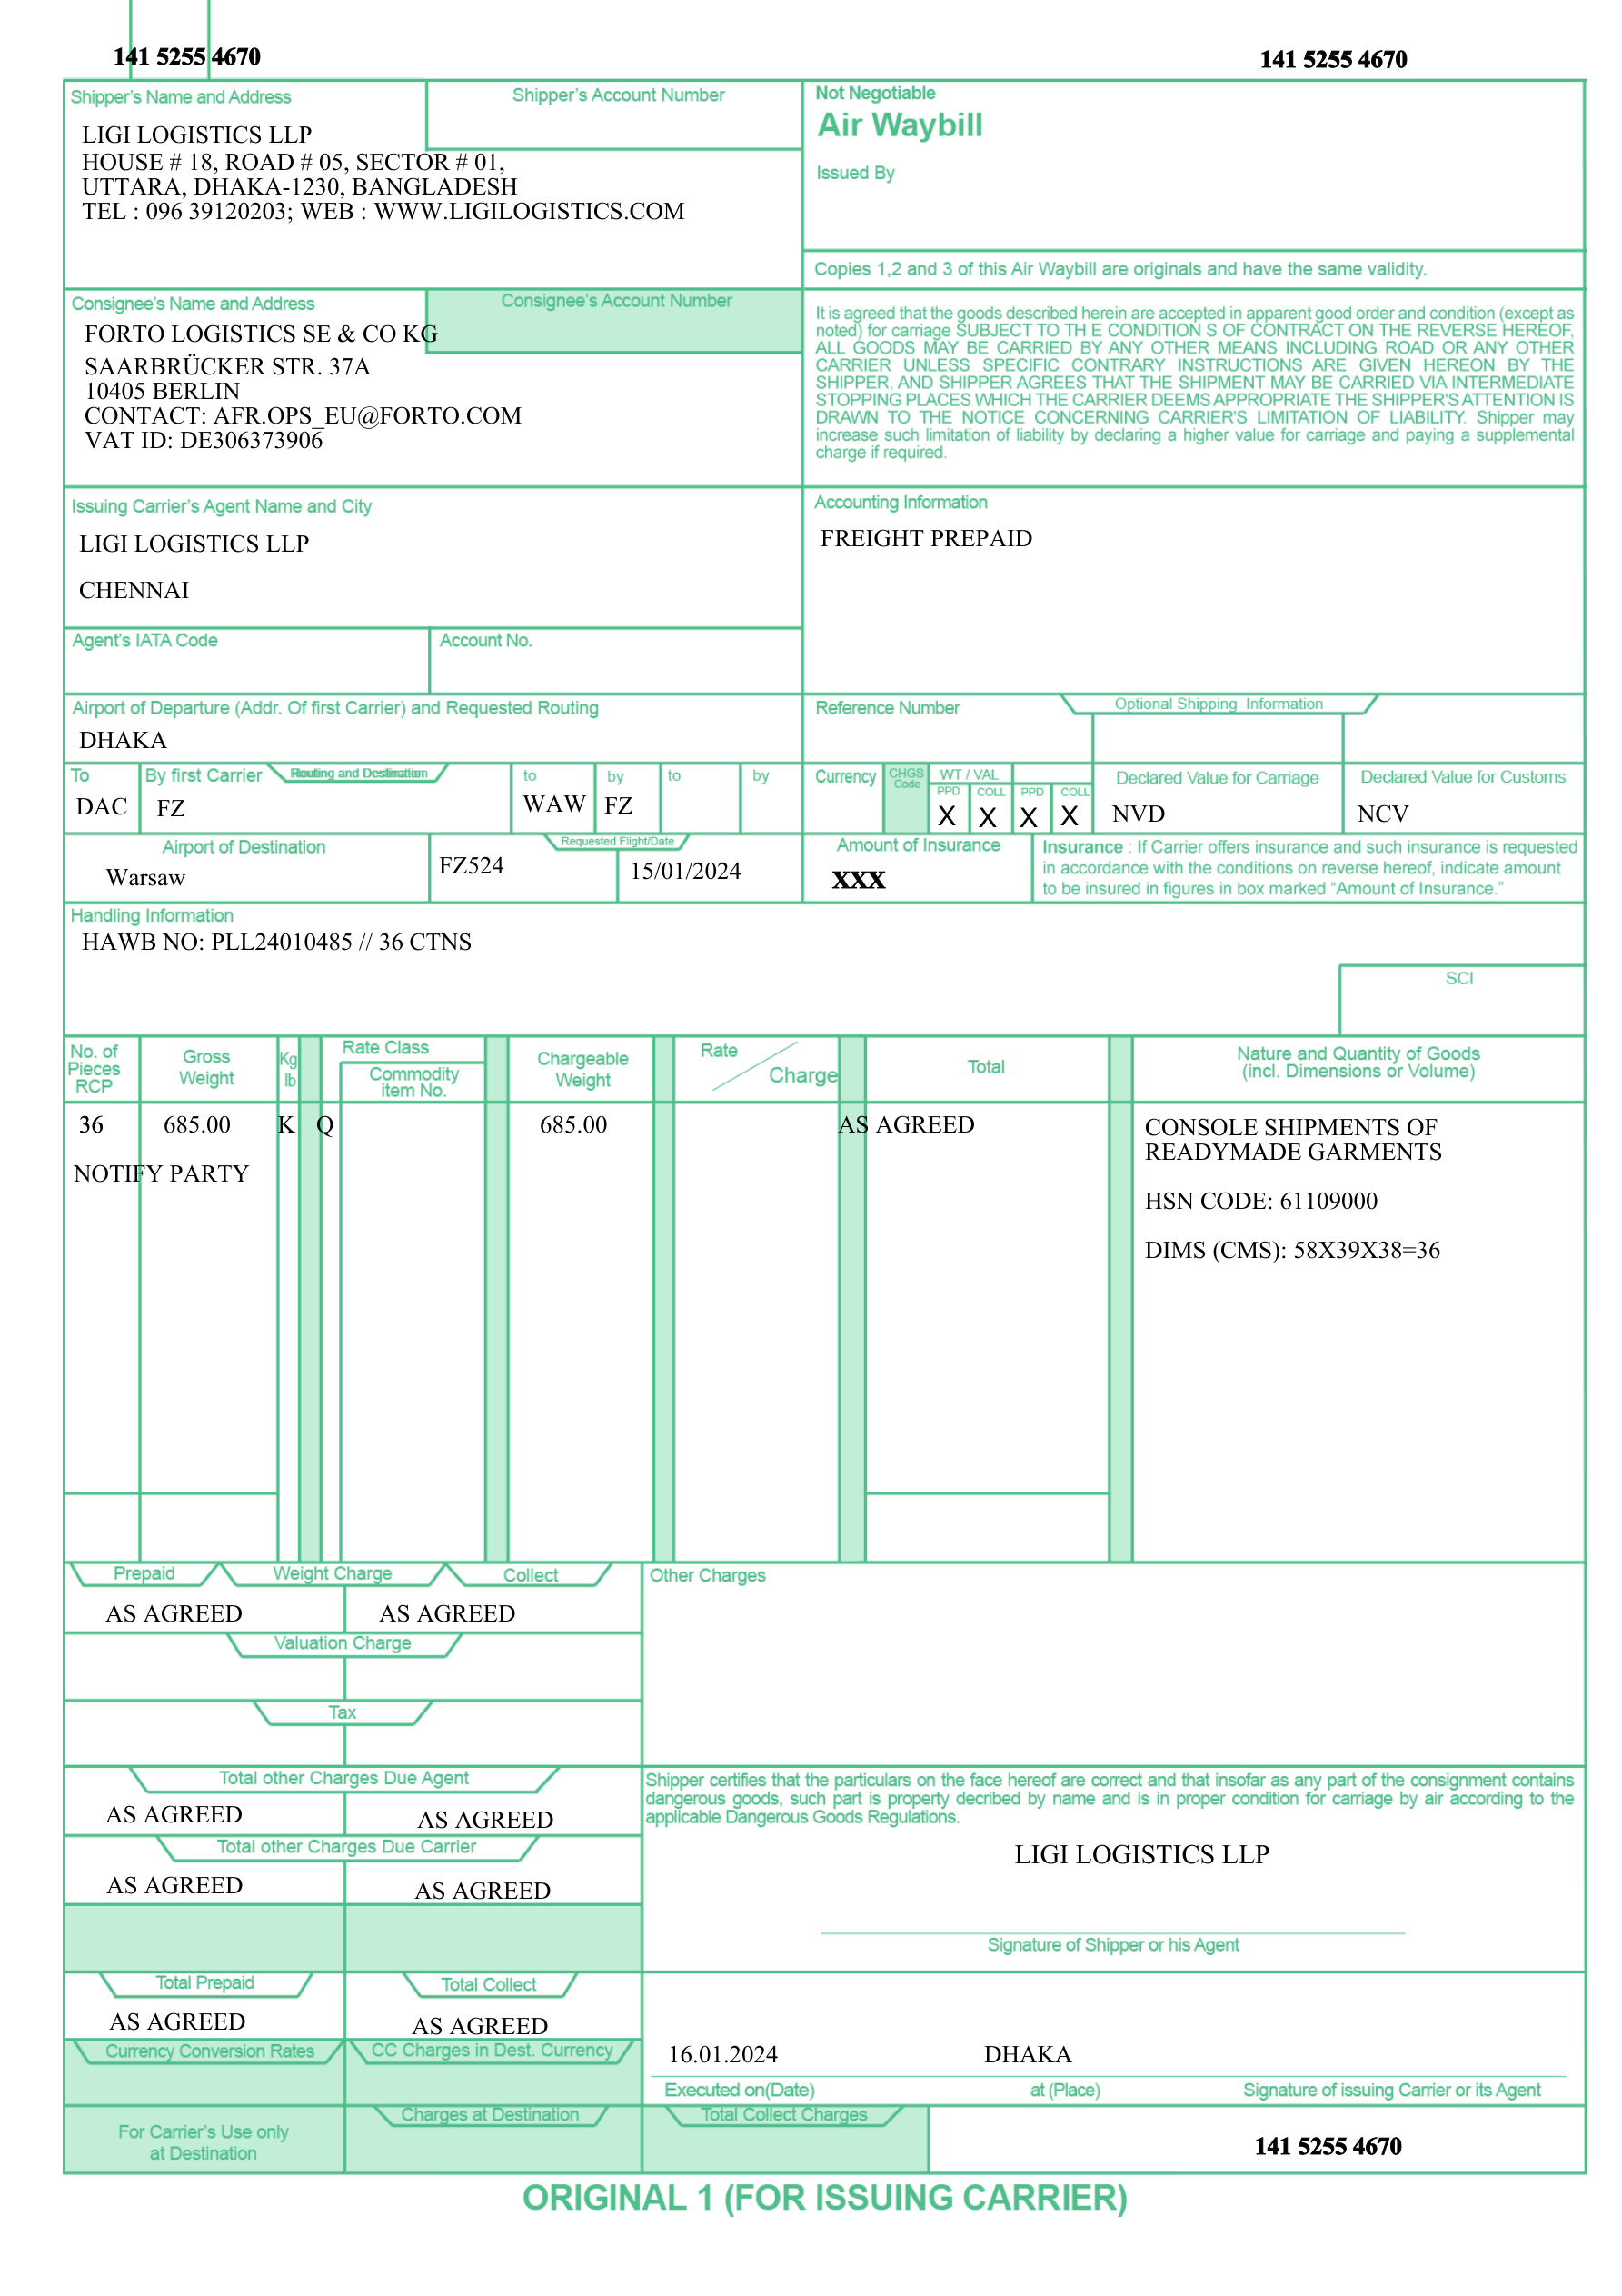 141 5255 4670
141 5255 4670
Shipper's Name and Address
Shipper's Account Number
LIGI LOGISTICS LLP
HOUSE # 18, ROAD # 05, SECTOR # 01,
UTTARA, DHAKA-1230, BANGLADESH
TEL : 096 39120203; WEB : WWW.LIGILOGISTICS.COM
Not Negotiable
Air Waybill
Issued By
Copies 1,2 and 3 of this Air Waybill are originals and have the same validity.
Consignee's Name and Address
Consignee's Account Number
FORTO LOGISTICS SE & CO KG
SAARBRÜCKER STR. 37A
10405 BERLIN
CONTACT: AFR.OPS_EU@FORTO.COM
VAT ID: DE306373906
It is agreed that the goods described herein are accepted in apparent good order and condition (except as
noted) for carriage SUBJECT TO TH E CONDITION S OF CONTRACT ON THE REVERSE HEREOF,
ALL GOODS MAY BE CARRIED BY ANY OTHER MEANS INCLUDING ROAD OR ANY OTHER
CARRIER UNLESS SPECIFIC CONTRARY INSTRUCTIONS ARE GIVEN HEREON BY THE
SHIPPER, AND SHIPPER AGREES THAT THE SHIPMENT MAY BE CARRIED VIA INTERMEDIATE
STOPPING PLACES WHICH THE CARRIER DEEMS APPROPRIATE THE SHIPPER'S ATTENTION IS
DRAWN TO THE NOTICE CONCERNING CARRIER'S LIMITATION OF LIABILITY. Shipper may
increase such limitation of liability by declaring a higher value for carriage and paying a supplemental
charge if required.
Issuing Carrier's Agent Name and City
LIGI LOGISTICS LLP
CHENNAI
Accounting Information
FREIGHT PREPAID
Agent's IATA Code
Account No.
Airport of Departure (Addr. Of first Carrier) and Requested Routing
DHAKA
Reference Number
Optional Shipping Information
To
DAC
By first Carrier
Routing and Destination
FZ
to
WAW
by
FZ
to
by
Currency
CHGS
Code
WT / VAL
PPD
COLL
PPD
COLL
X X X X
Declared Value for Carriage
NVD
Declared Value for Customs
NCV
Airport of Destination
Warsaw
Requested Flight/Date
FZ524
15/01/2024
Amount of Insurance
XXX
Insurance : If Carrier offers insurance and such insurance is requested
in accordance with the conditions on reverse hereof, indicate amount
to be insured in figures in box marked “Amount of Insurance.”
Handling Information
HAWB NO: PLL24010485 // 36 CTNS
SCI
No. of
Pieces
RCP
Gross
Weight
Kg
lb
Rate Class
Commodity
item No.
Chargeable
Weight
Rate
Charge
Total
Nature and Quantity of Goods
(incl. Dimensions or Volume)
36 685.00 K Q 685.00 AS AGREED
NOTIFY PARTY
CONSOLE SHIPMENTS OF
READYMADE GARMENTS
HSN CODE: 61109000
DIMS (CMS): 58X39X38=36
Prepaid
Weight Charge
Collect
AS AGREED
AS AGREED
Other Charges
Valuation Charge
Tax
Total other Charges Due Agent
AS AGREED
AS AGREED
Shipper certifies that the particulars on the face hereof are correct and that insofar as any part of the consignment contains
dangerous goods, such part is property decribed by name and is in proper condition for carriage by air according to the
applicable Dangerous Goods Regulations.
LIGI LOGISTICS LLP
Signature of Shipper or his Agent
Total other Charges Due Carrier
AS AGREED
AS AGREED
Total Prepaid
Total Collect
AS AGREED
AS AGREED
Currency Conversion Rates
CC Charges in Dest. Currency
16.01.2024
DHAKA
Executed on(Date)
at (Place)
Signature of issuing Carrier or its Agent
For Carrier's Use only
at Destination
Charges at Destination
Total Collect Charges
141 5255 4670
ORIGINAL 1 (FOR ISSUING CARRIER)